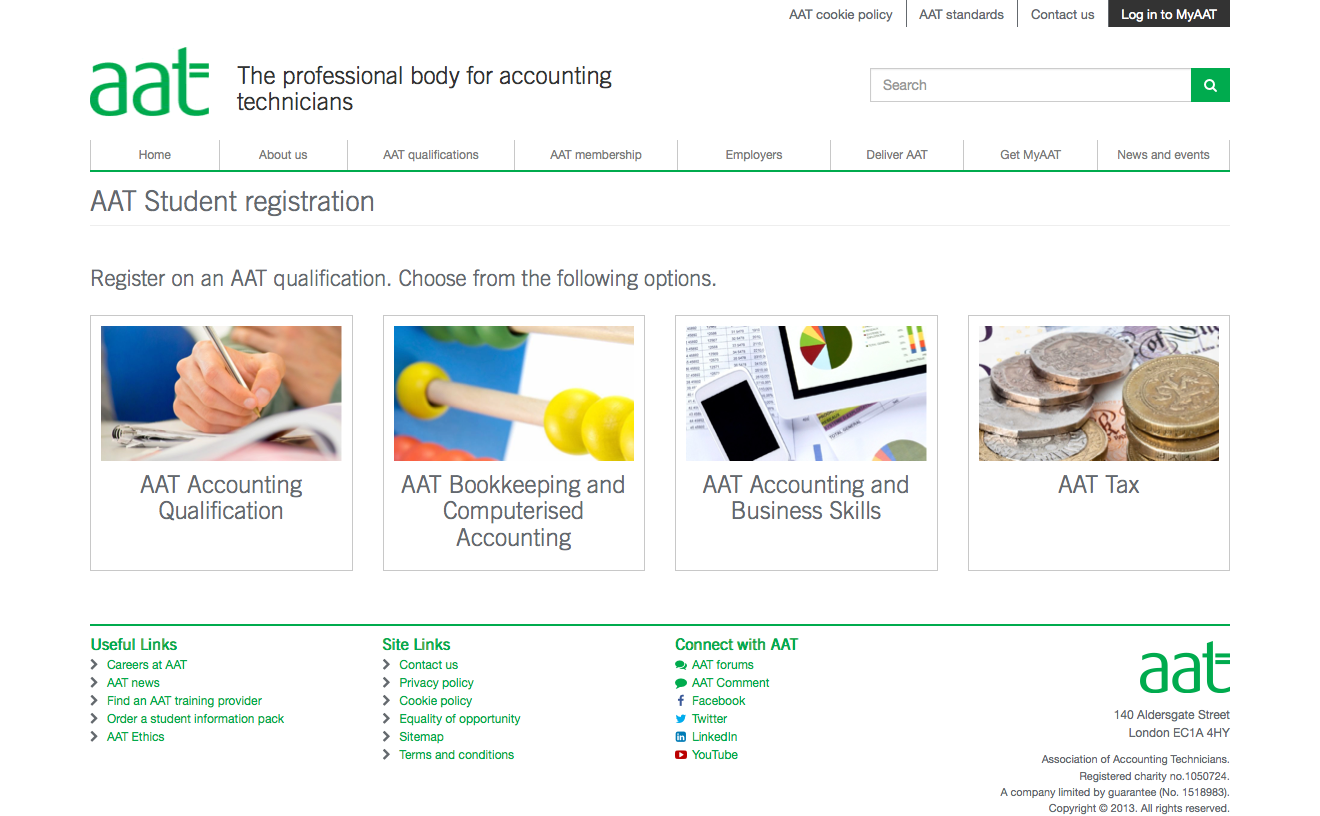 AAT cookie policy
AAT standards
Contact us
Log in to MyAAT
aat
The professional body for accounting
technicians
Search
Home
About us
AAT qualifications
AAT membership
Employers
Deliver AAT
Get MyAAT
News and events
AAT Student registration
Register on an AAT qualification. Choose from the following options.
AAT Accounting
Qualification
AAT Bookkeeping and
Computerised
Accounting
AAT Accounting and
Business Skills
AAT Tax
Useful Links
Careers at AAT
AAT news
Find an AAT training provider
Order a student information pack
AAT Ethics
Site Links
Contact us
Privacy policy
Cookie policy
Equality of opportunity
Sitemap
Terms and conditions
Connect with AAT
AAT forums
AAT Comment
Facebook
Twitter
LinkedIn
YouTube
aat
140 Aldersgate Street
London EC1A 4HY
Association of Accounting Technicians.
Registered charity no.1050724.
A company limited by guarantee (No. 1518983).
Copyright © 2013. All rights reserved.